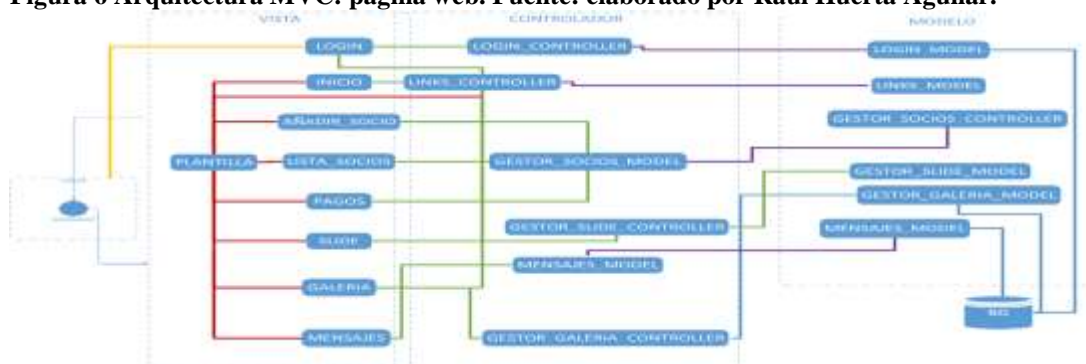 Figura 6 Arquitectura MVC: página web. Fuente: elaborado por Raúl Huerta Aguilar.
VISTA CONTROLADOR MODELO
LOGIN LOGIN_CONTROLLER LOGIN_MODEL
INICIO LINKS_CONTROLLER LINKS_MODEL
AÑADIR_SOCIO GESTOR_SOCIOS_CONTROLLER
PLANTILLA LISTA_SOCIOS GESTOR_SOCIOS_MODEL
GESTOR_SLIDE_MODEL
PAGOS GESTOR_GALERIA_MODEL
GESTOR_SLIDE_CONTROLLER MENSAJES_MODEL
SLIDE
MENSAJES_MODEL
GALERIA
BD
MENSAJES GESTOR_GALERIA_CONTROLLER